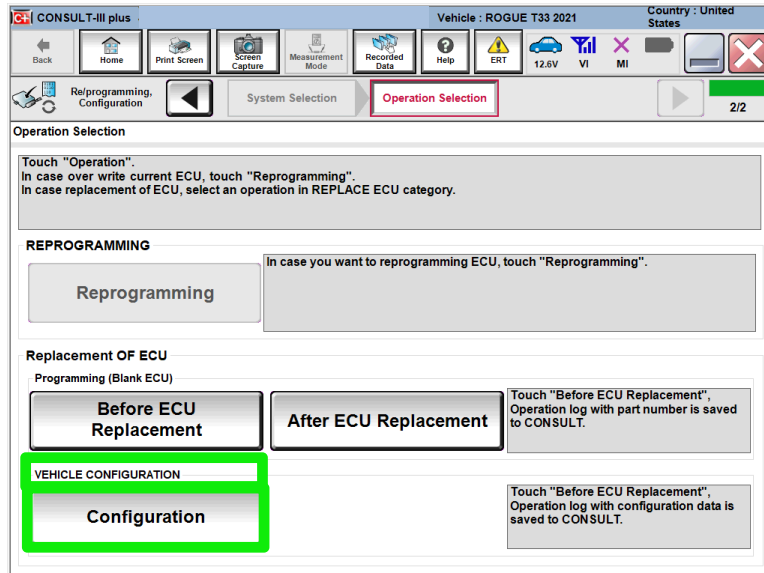 C+ CONSULT-III plus
Vehicle : ROGUE T33 2021
Country : United
States
Back
Home
Print Screen
Screen
Capture
Measurement
Mode
Recorded
Data
Help
ERT
12.6V
VI
MI
Re/programming,
Configuration
System Selection
Operation Selection
2/2
Operation Selection
Touch "Operation".
In case over write current ECU, touch "Reprogramming".
In case replacement of ECU, select an operation in REPLACE ECU category.
REPROGRAMMING
Reprogramming
In case you want to reprogramming ECU, touch "Reprogramming".
Replacement OF ECU
Programming (Blank ECU)
Before ECU
Replacement
After ECU Replacement
Touch "Before ECU Replacement",
Operation log with part number is saved
to CONSULT.
VEHICLE CONFIGURATION
Configuration
Touch "Before ECU Replacement",
Operation log with configuration data is
saved to CONSULT.